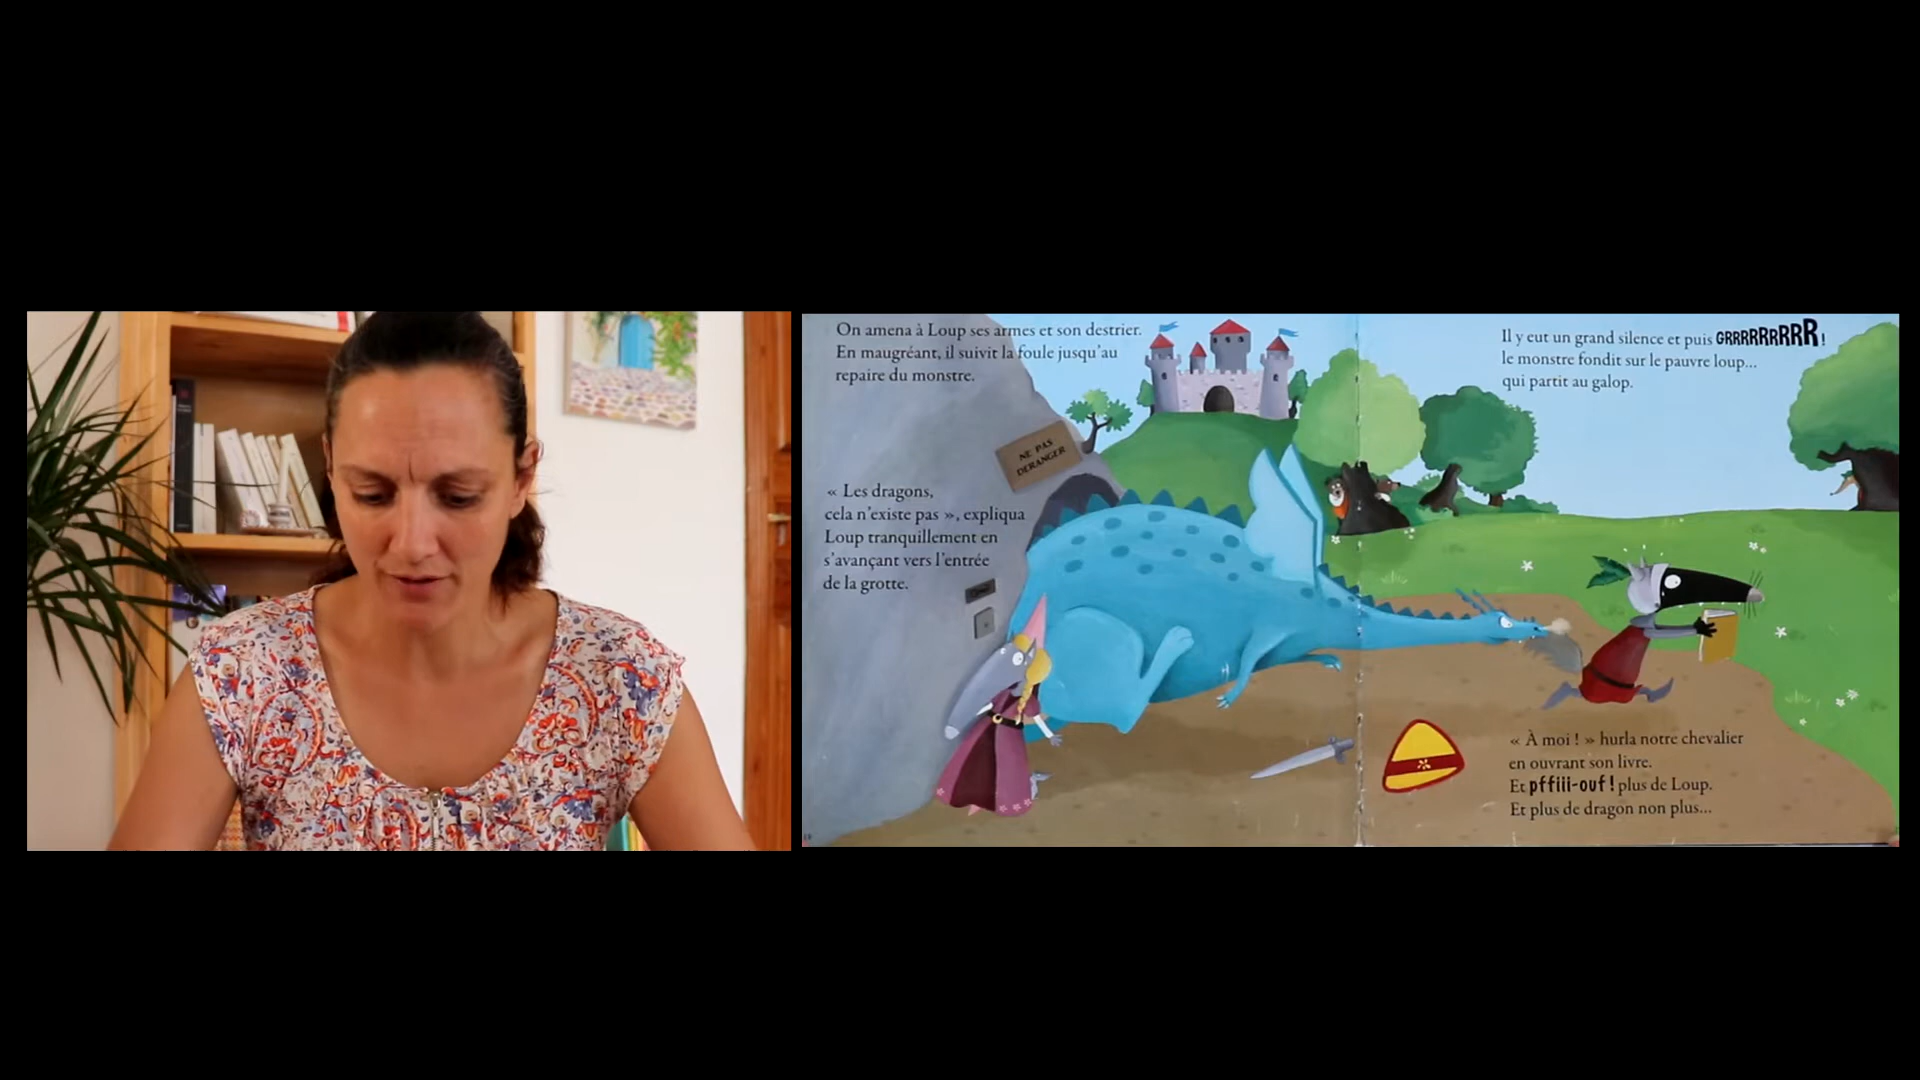 On amena à Loup ses armes et son destrier.
En maugréant, il suivit la foule jusqu'au
repaire du monstre.
NE PAS
DERANGER
« Les dragons,
cela n'existe pas », expliqua
Loup tranquillement en
s'avançant vers l'entrée
de la grotte.
Il y eut un grand silence et puis GRRRRRRRRR !
le monstre fondit sur le pauvre loup...
qui partit au galop.
« À moi ! » hurla notre chevalier
en ouvrant son livre.
Et pffiii-ouf ! plus de Loup.
Et plus de dragon non plus...